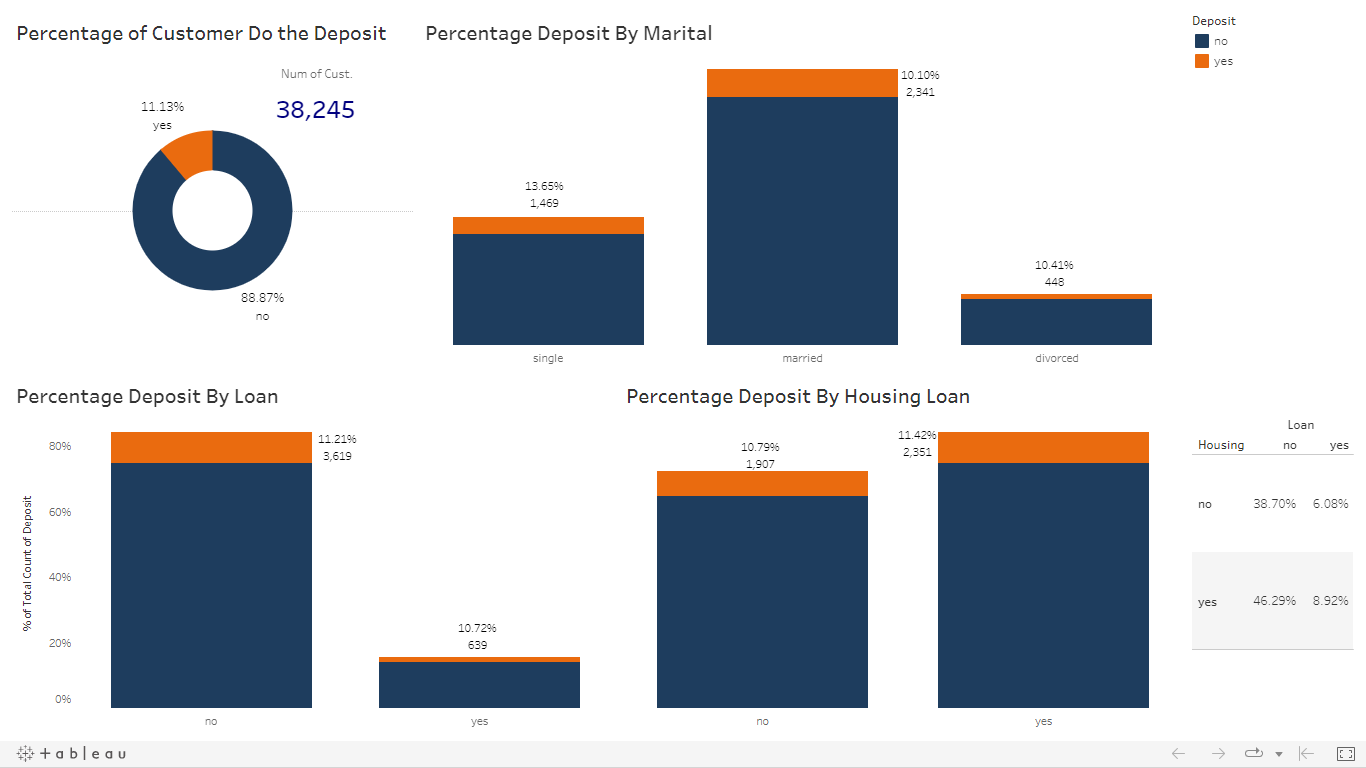 Percentage of Customer Do the Deposit
Num of Cust.
38,245
11.13%
yes
88.87%
no
Percentage Deposit By Marital
13.65%
1,469
10.10%
2,341
10.41%
448
single
married
divorced
Deposit
no
yes
Percentage Deposit By Loan
% of Total Count of Deposit
80%
60%
40%
20%
0%
11.21%
3,619
10.72%
639
no
yes
Percentage Deposit By Housing Loan
10.79%
1,907
11.42%
2,351
no
yes
Loan
Housing no yes
no 38.70% 6.08%
yes 46.29% 8.92%
+ a b | e a u